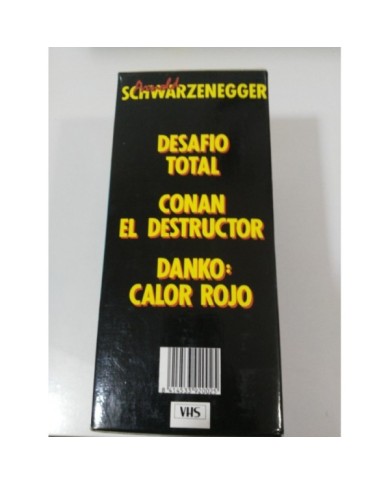 Arnold
SCHWARZENEGGER
DESAFIO
TOTAL
CONAN
EL DESTRUCTOR
DANKO:
CALOR ROJO
VHS